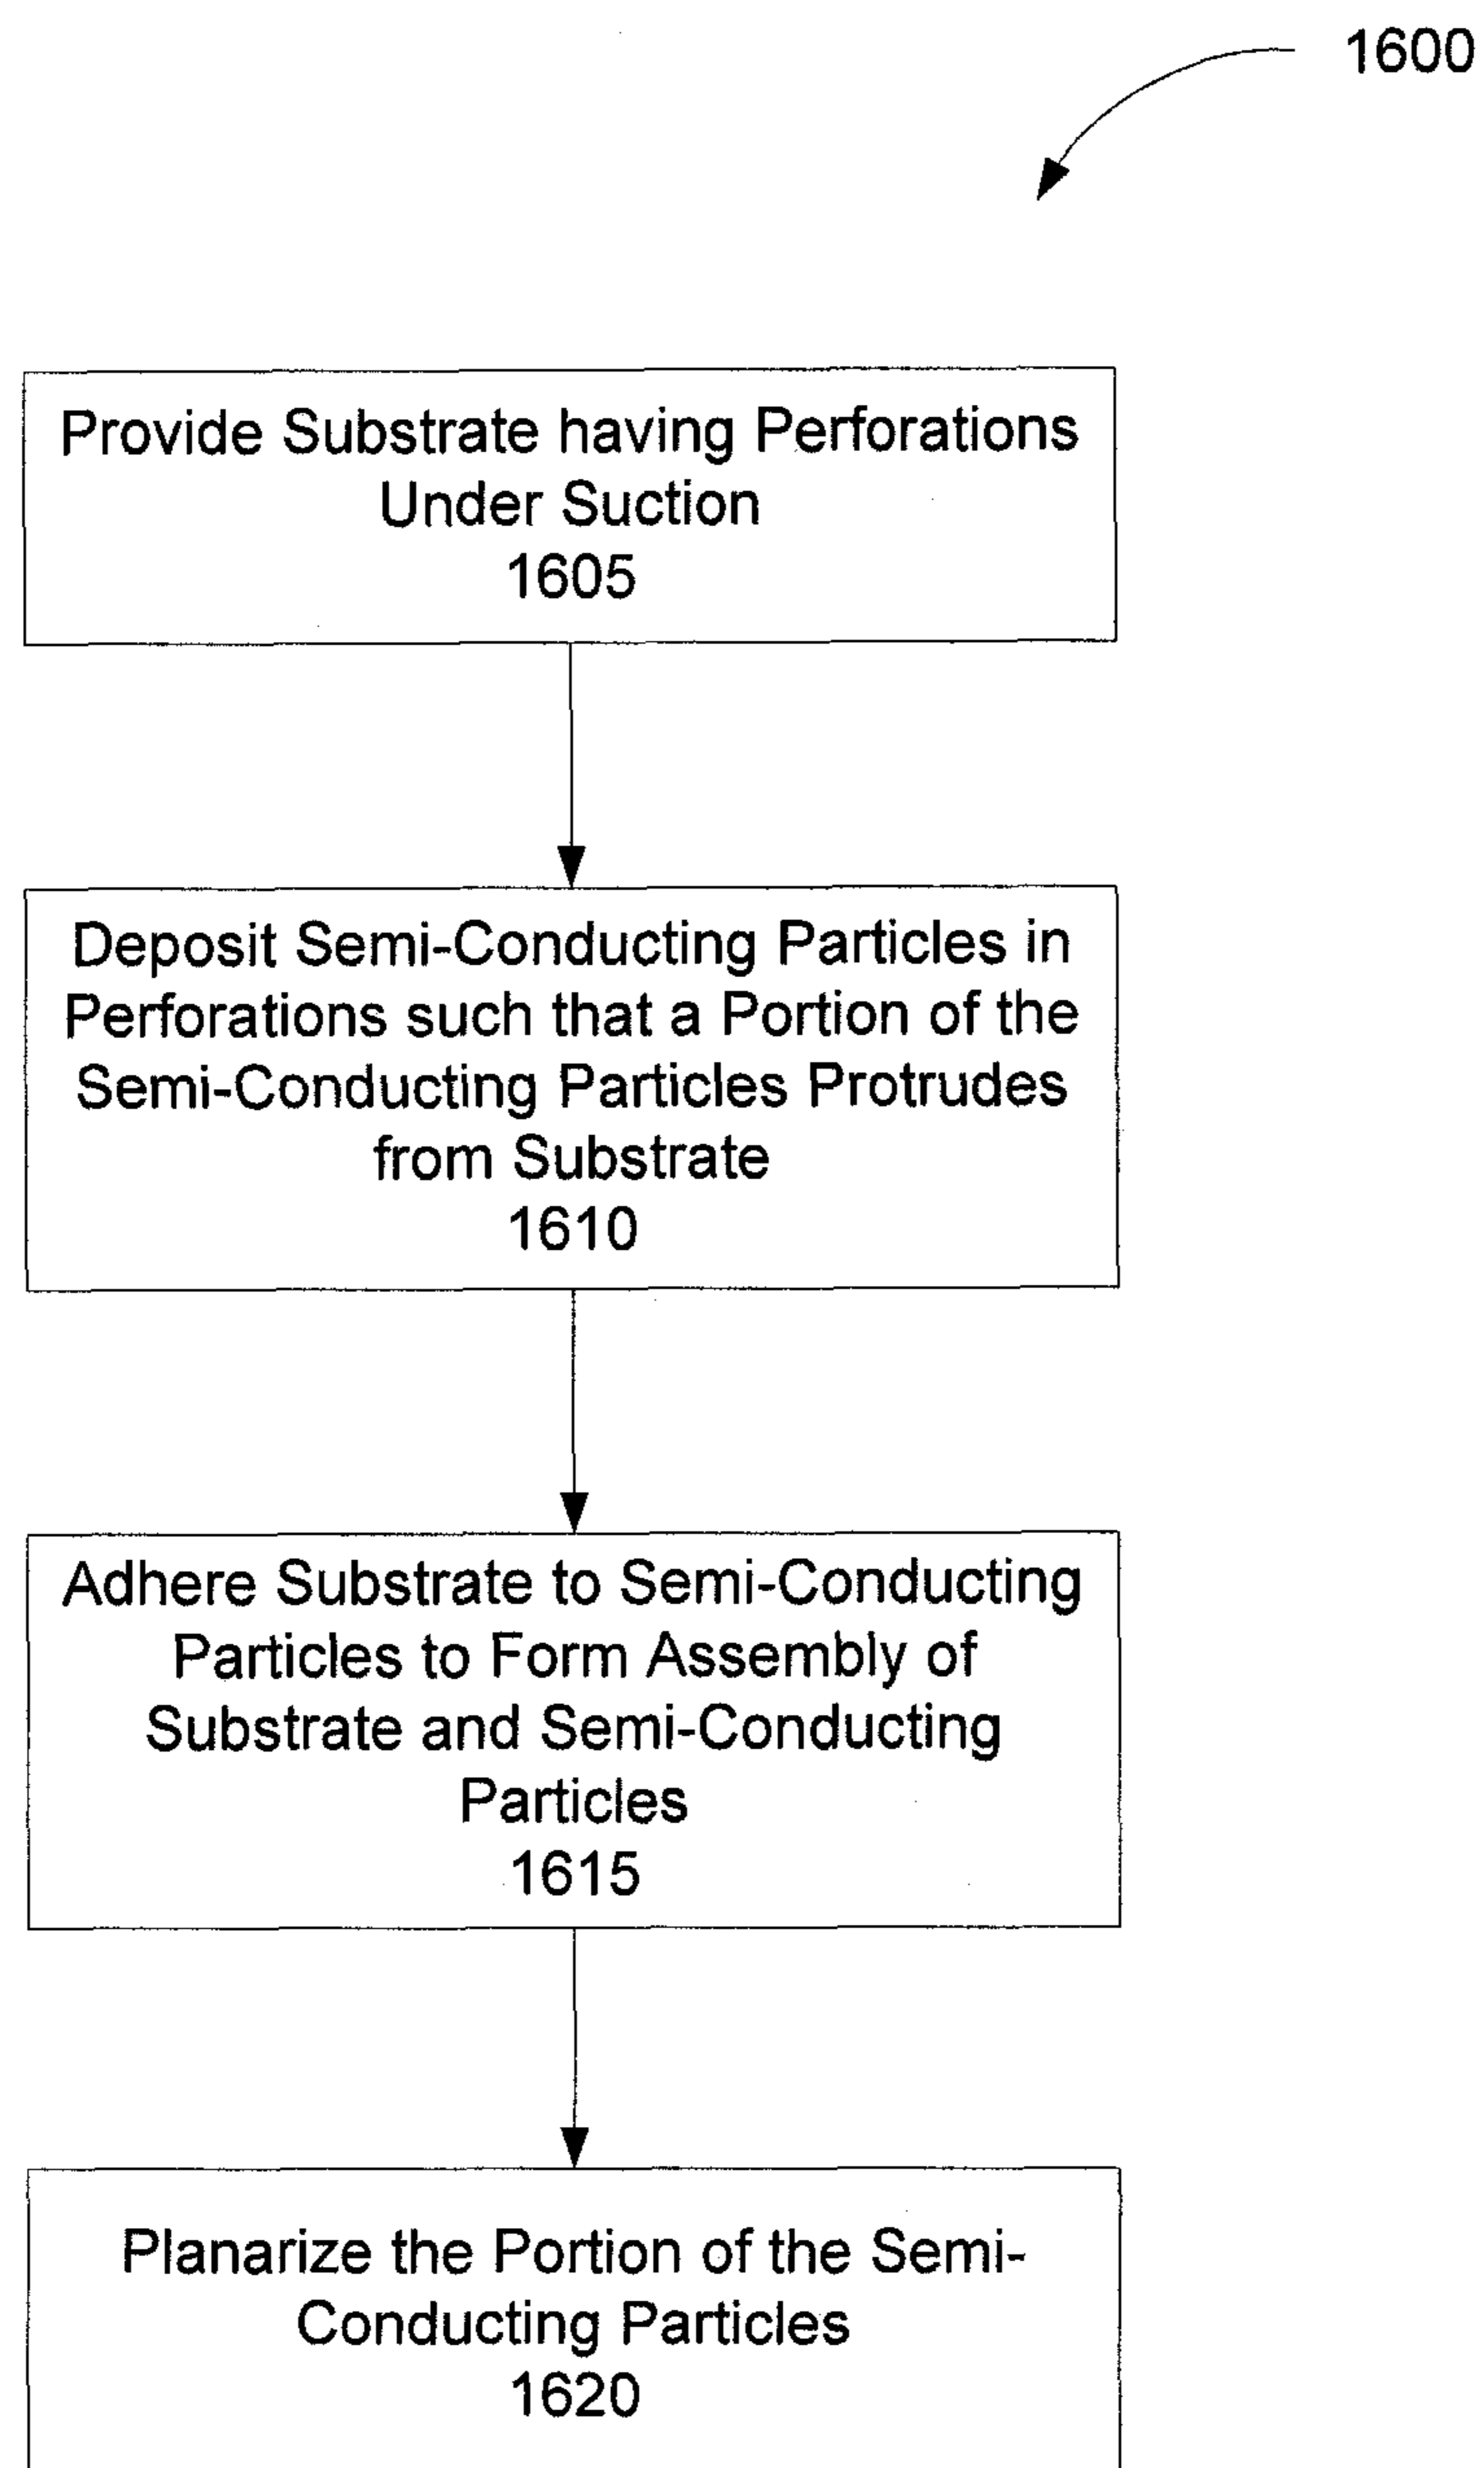 1600
Provide Substrate having Perforations
Under Suction
1605
Deposit Semi-Conducting Particles in
Perforations such that a Portion of the
Semi-Conducting Particles Protrudes
from Substrate
1610
Adhere Substrate to Semi-Conducting
Particles to Form Assembly of
Substrate and Semi-Conducting
Particles
1615
Planarize the Portion of the Semi-
Conducting Particles
1620